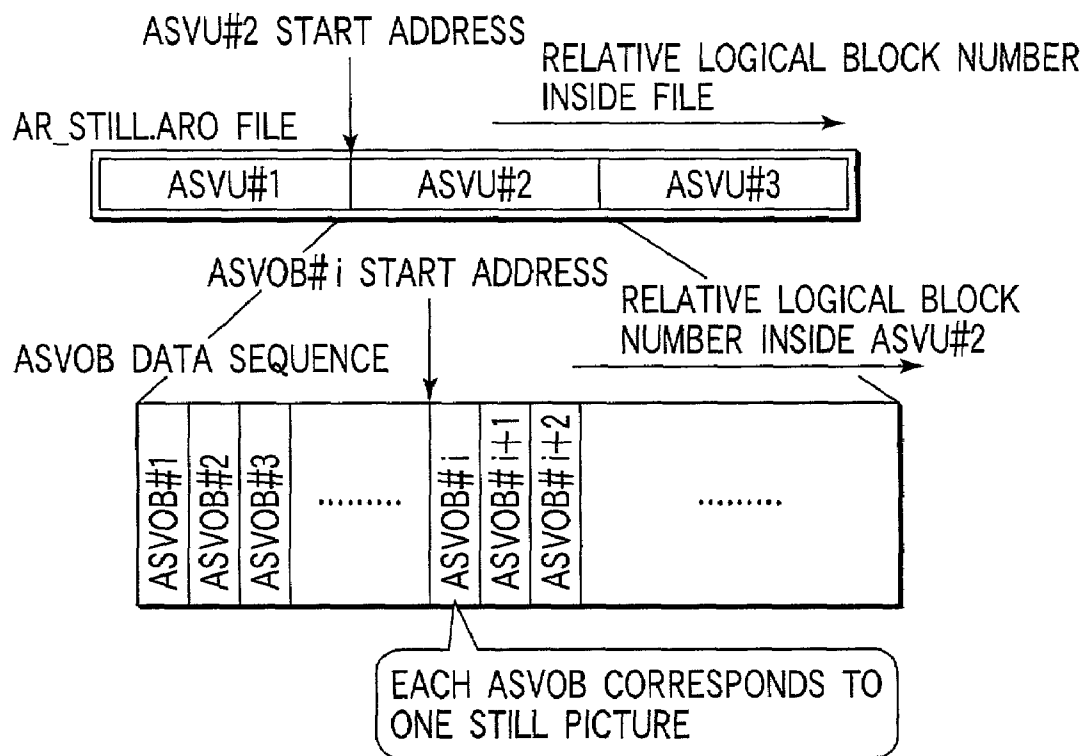 ASVU#2 START ADDRESS
RELATIVE LOGICAL BLOCK NUMBER
INSIDE FILE
AR_STILL.ARO FILE
ASVU#1
ASVU#2
ASVU#3
ASVOB# i START ADDRESS
RELATIVE LOGICAL BLOCK
NUMBER INSIDE ASVU#2
ASVOB DATA SEQUENCE
ASVOB#1
ASVOB#2
ASVOB#3
.........
ASVOB# i
ASVOB# i+1
ASVOB# i+2
.........
EACH ASVOB CORRESPONDS TO
ONE STILL PICTURE